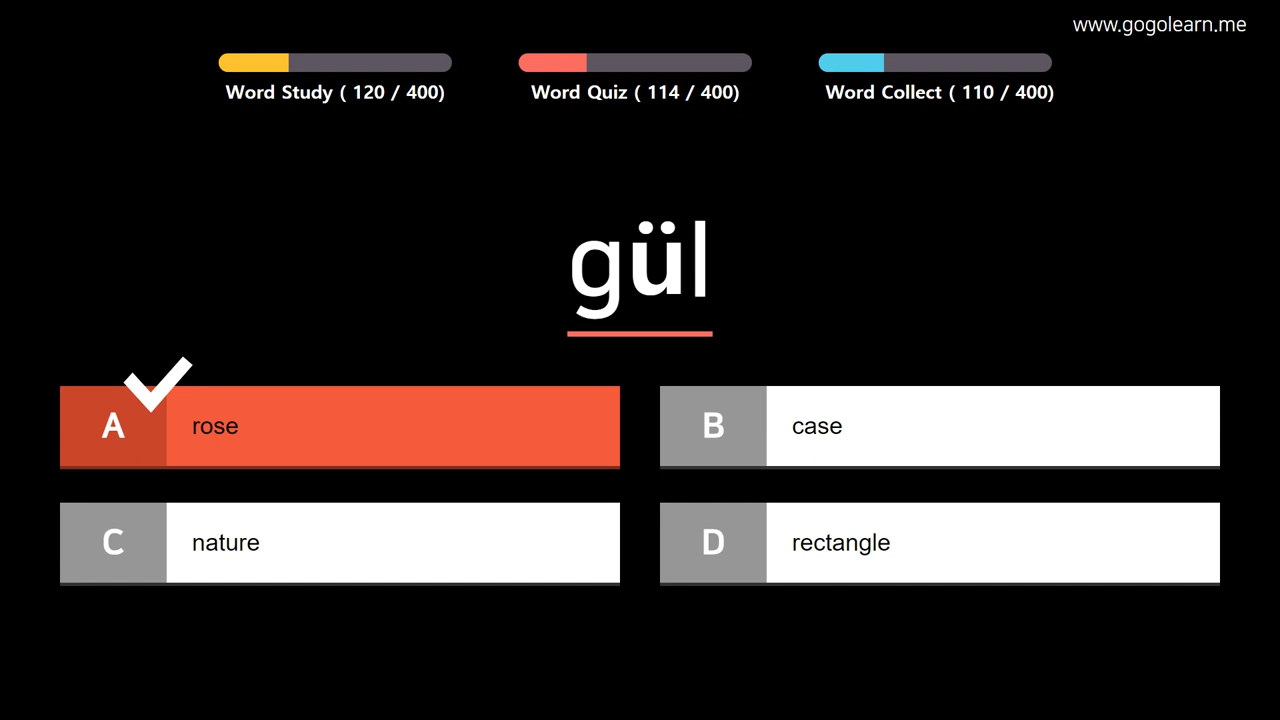 www.gogolearn.me
Word Study ( 120 / 400)
Word Quiz ( 114 / 400)
Word Collect ( 110 / 400)
gül
A rose
B case
C nature
D rectangle